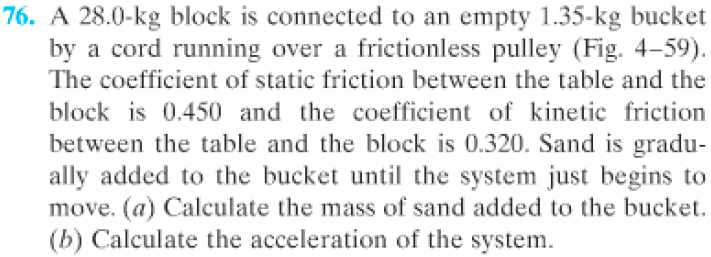 76. A 28.0-kg block is connected to an empty 1.35-kg bucket
by a cord running over a frictionless pulley (Fig. 4–59).
The coefficient of static friction between the table and the
block is 0.450 and the coefficient of kinetic friction
between the table and the block is 0.320. Sand is gradu-
ally added to the bucket until the system just begins to
move. (a) Calculate the mass of sand added to the bucket.
(b) Calculate the acceleration of the system.